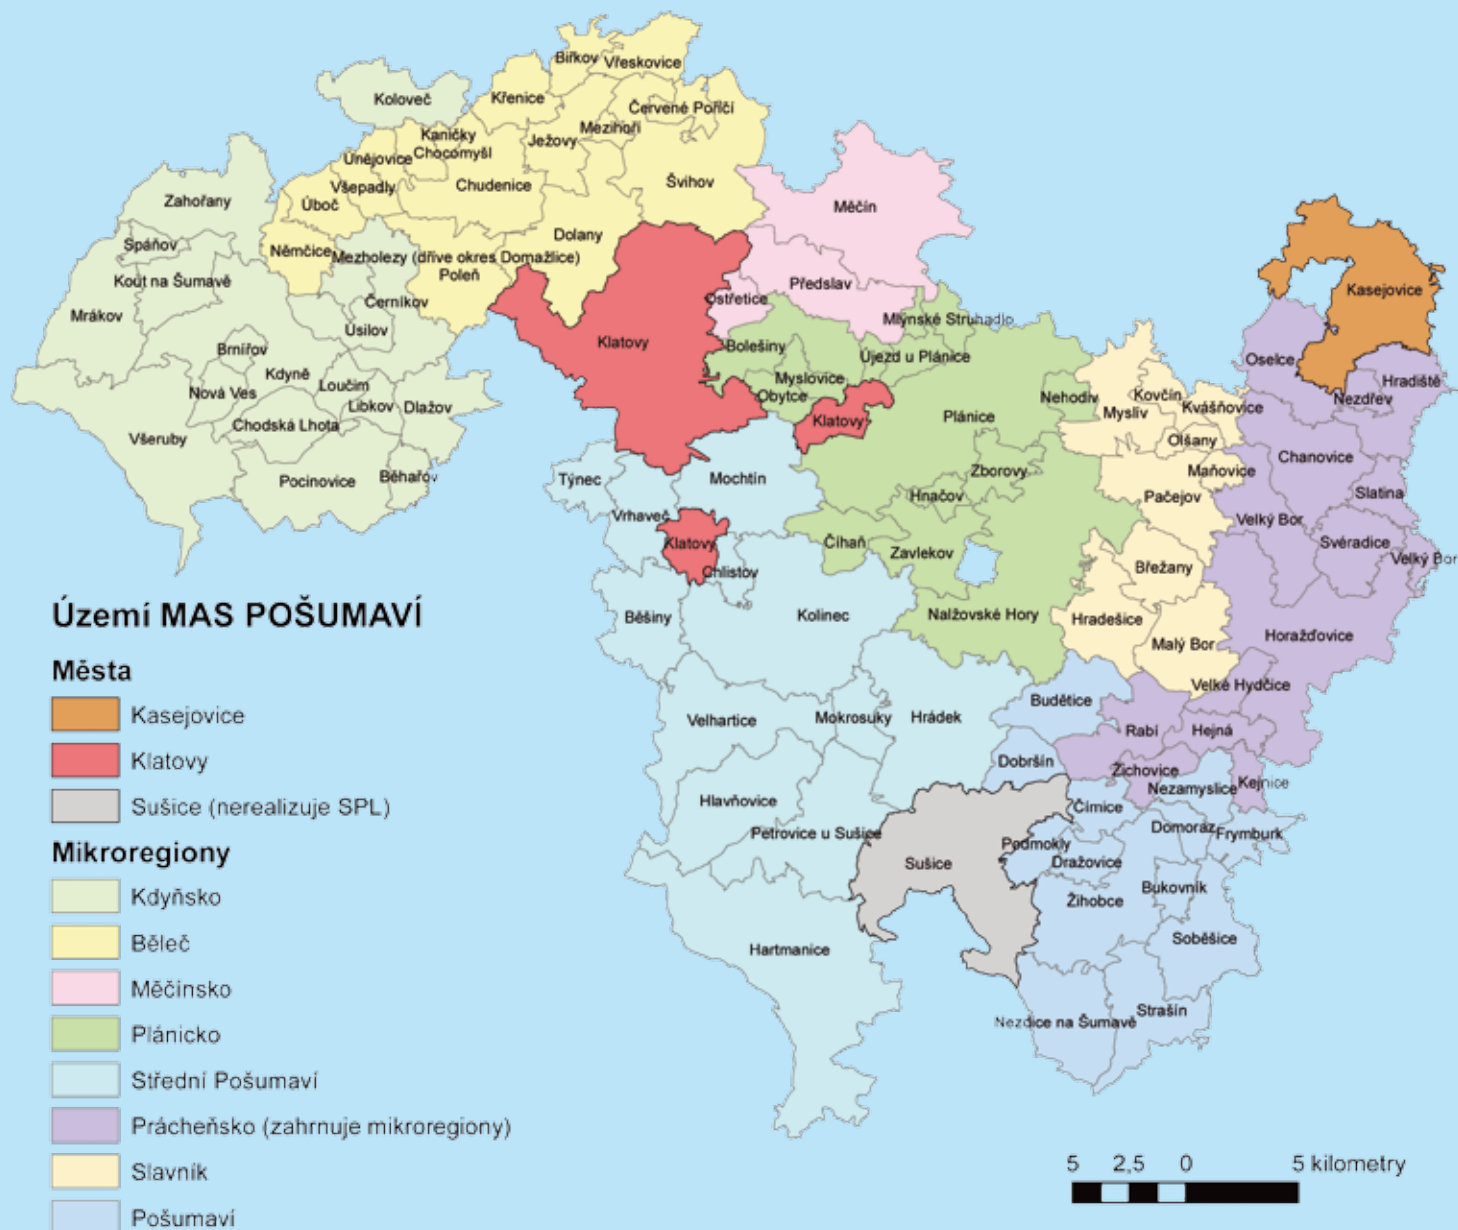 Biřkov
Vřeskovice
Koloveč
Křenice
Červené Poříčí
Kaničky
Mezihoří
Ježovy
Únějovice
Chocomyšl
Švihov
Všepadly
Chudenice
Zahořany
Úboč
Měčín
Dolany
Spáňov
Němčice
Mezholezy (dříve okres Domažlice)
Poleň
Kout na Šumavě
Předslav
Kasejovice
Černíkov
Ostřetice
Mrákov
Úsilov
Mlýnské Struhadlo
Klatovy
Brnířov
Bolešiny
Újezd u Plánice
Oselce
Kdyně
Myslovice
Hradiště
Loučim
Nová Ves
Obytce
Nehodiv
Kovčín
Nezdřev
Libkov
Dlažov
Kvášňovice
Mysliv
Klatovy
Plánice
Chodská Lhota
Všeruby
Olšany
Chanovice
Pocinovice
Běhařov
Týnec
Mochtín
Zborovy
Maňovice
Hnačov
Pačejov
Slatina
Vrhaveč
Velký Bor
Klatovy
Číhaň
Zavlekov
Svéradice
Velký Bor
Chlistov
Břežany
Běšiny
Kolinec
Nalžovské Hory
Hradešice
Malý Bor
Horažďovice
Velké Hydčice
Budětice
Velhartice
Mokrosuky
Hrádek
Rabí
Hejná
Dobršín
Žichovice
Nezamyslice
Kejnice
Hlavňovice
Čimice
Petrovice u Sušice
Domoraz
Frymburk
Podmokly
Dražovice
Sušice
Bukovník
Žihobce
Soběšice
Hartmanice
Strašín
Nezdice na Šumavě
Území MAS POŠUMAVÍ
Města
Kasejovice
Klatovy
Sušice (nerealizuje SPL)
Mikroregiony
Kdyňsko
Běleč
Měčínsko
Plánicko
Střední Pošumaví
Prácheňsko (zahrnuje mikroregiony)
Slavník
Pošumaví
5 2,5 0 5 kilometry